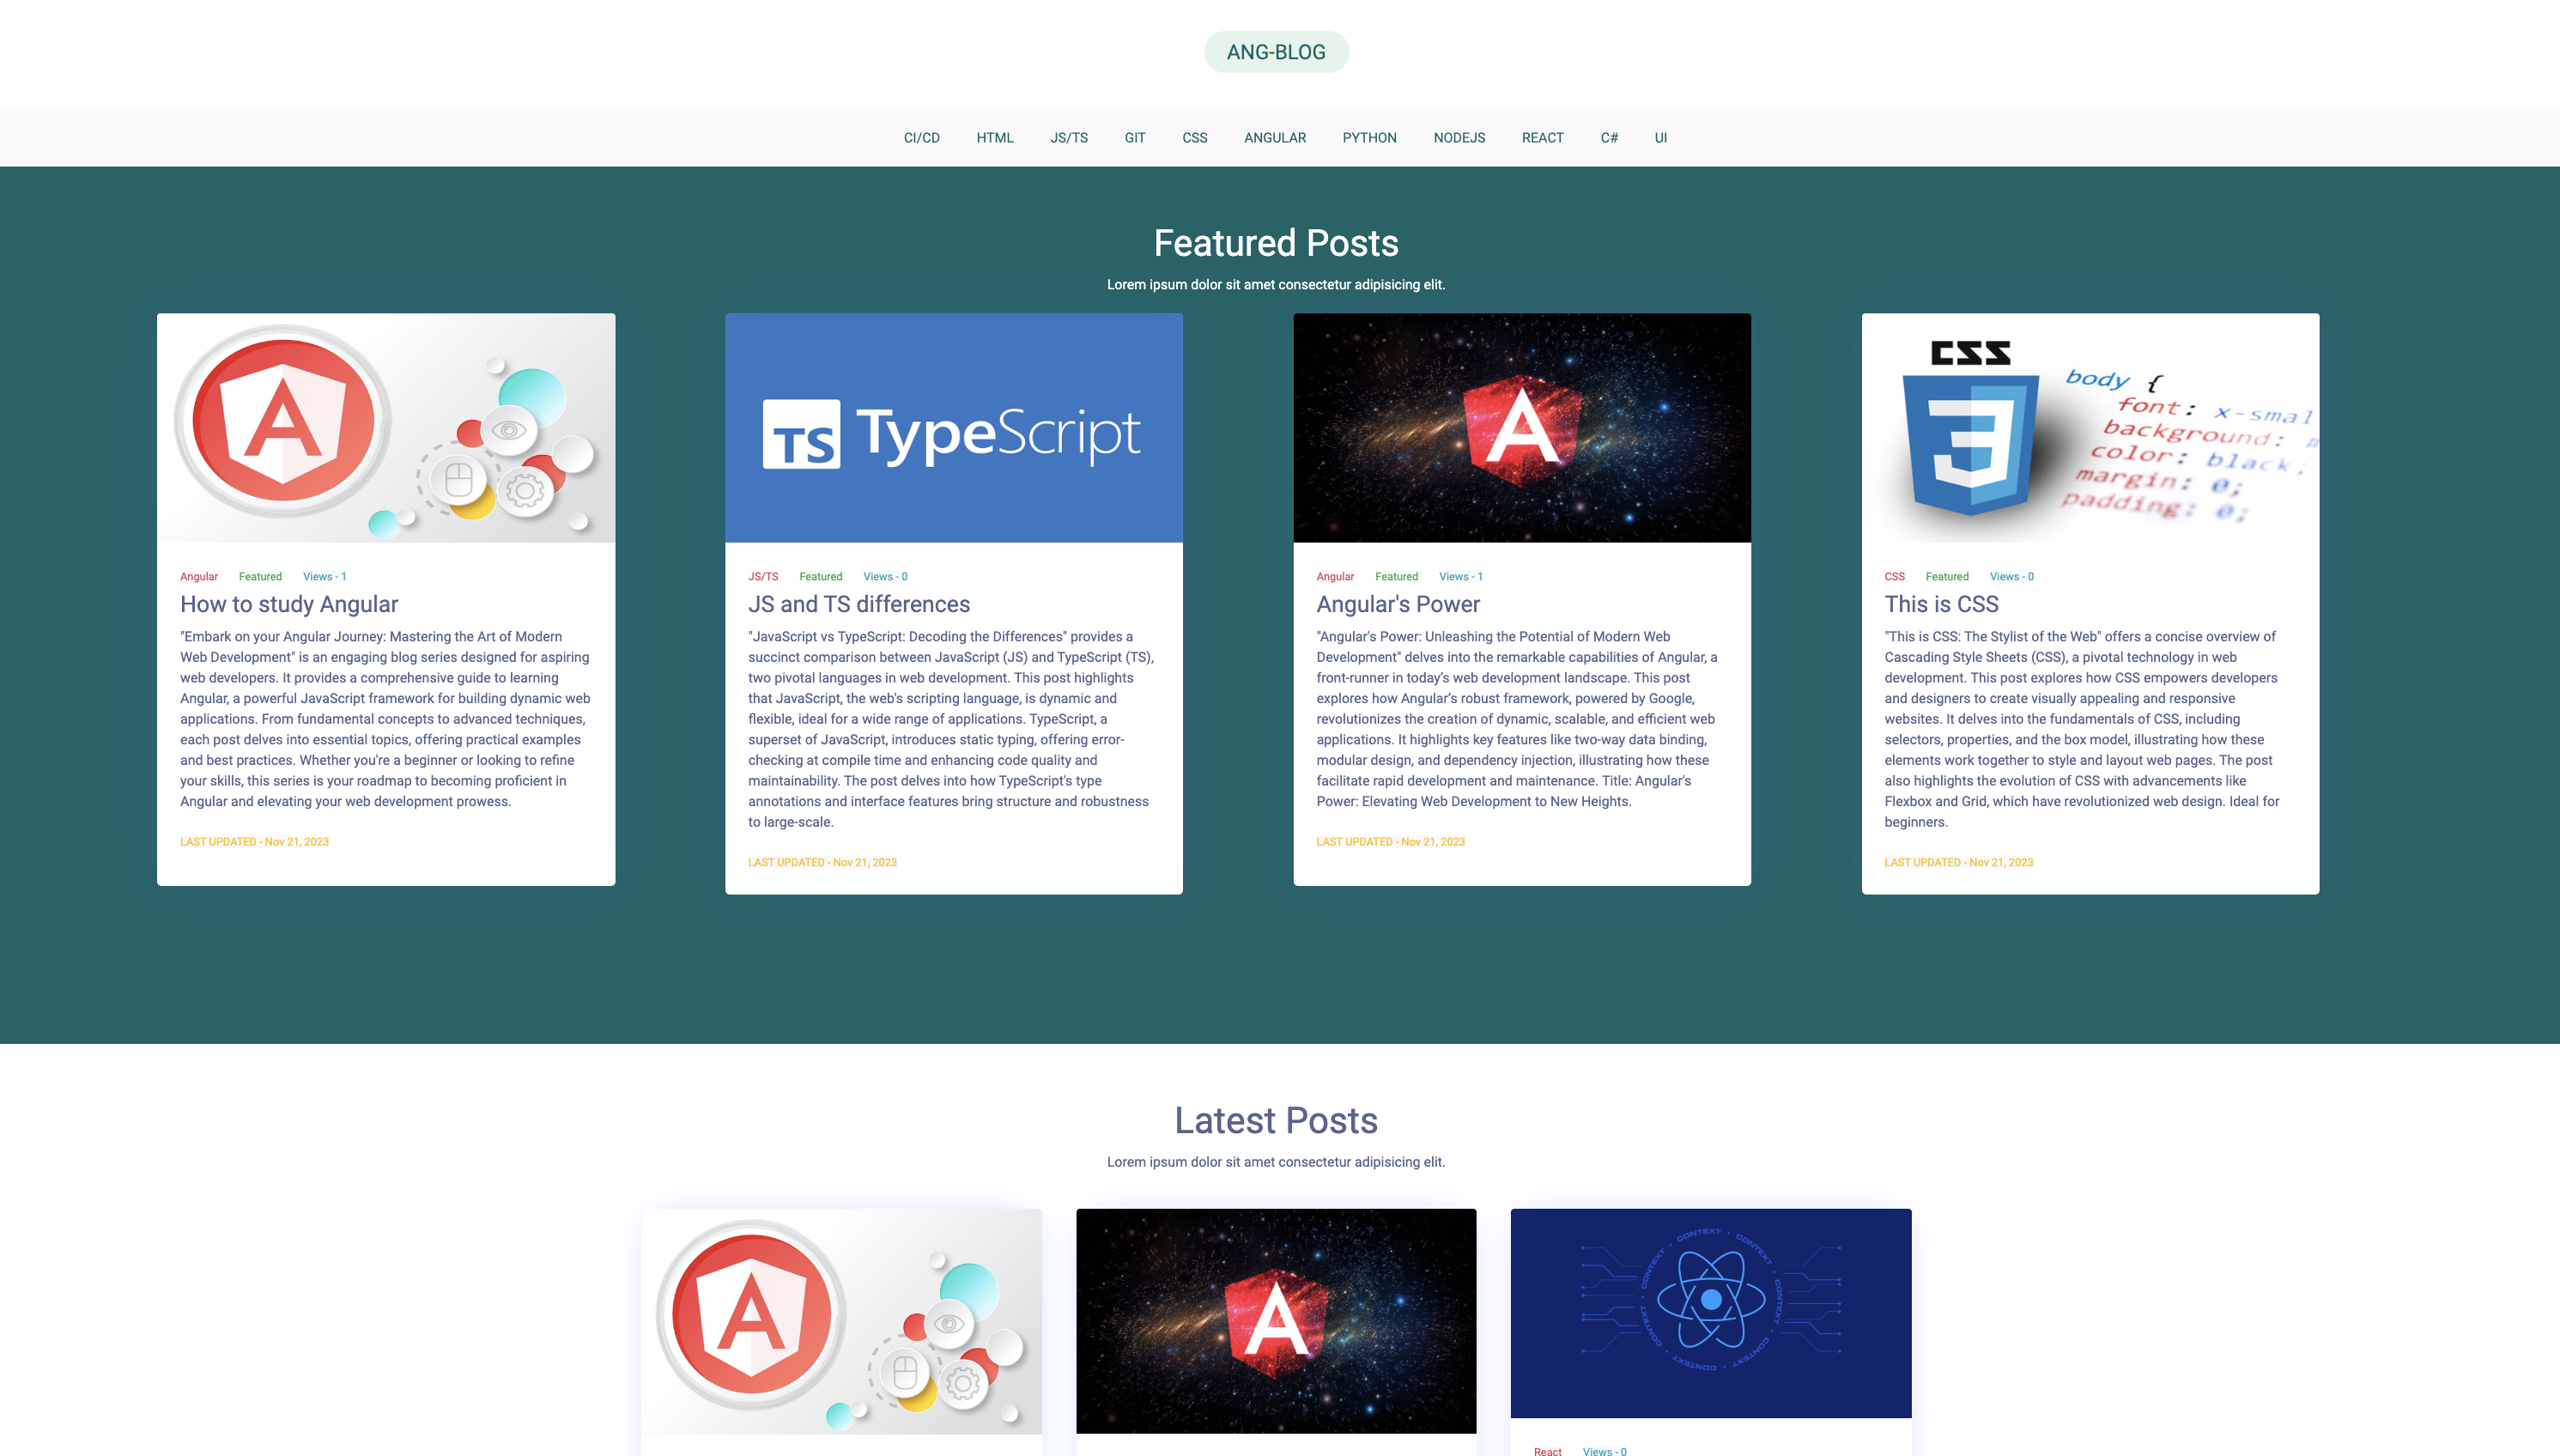 ANG-BLOG
CI/CD HTML JS/TS GIT CSS ANGULAR PYTHON NODEJS REACT C# UI
Featured Posts
Lorem ipsum dolor sit amet consectetur adipisicing elit.
Angular Featured Views - 1
How to study Angular
"Embark on your Angular Journey: Mastering the Art of Modern
Web Development" is an engaging blog series designed for aspiring
web developers. It provides a comprehensive guide to learning
Angular, a powerful JavaScript framework for building dynamic web
applications. From fundamental concepts to advanced techniques,
each post delves into essential topics, offering practical examples
and best practices. Whether you're a beginner or looking to refine
your skills, this series is your roadmap to becoming proficient in
Angular and elevating your web development prowess.
LAST UPDATED - Nov 21, 2023
TS TypeScript
JS/TS Featured Views - 0
JS and TS differences
"JavaScript vs TypeScript: Decoding the Differences" provides a
succinct comparison between JavaScript (JS) and TypeScript (TS),
two pivotal languages in web development. This post highlights
that JavaScript, the web's scripting language, is dynamic and
flexible, ideal for a wide range of applications. TypeScript, a
superset of JavaScript, introduces static typing, offering error-
checking at compile time and enhancing code quality and
maintainability. The post delves into how TypeScript's type
annotations and interface features bring structure and robustness
to large-scale.
LAST UPDATED - Nov 21, 2023
Angular Featured Views - 1
Angular's Power
"Angular's Power: Unleashing the Potential of Modern Web
Development" delves into the remarkable capabilities of Angular, a
front-runner in today’s web development landscape. This post
explores how Angular’s robust framework, powered by Google,
revolutionizes the creation of dynamic, scalable, and efficient web
applications. It highlights key features like two-way data binding,
modular design, and dependency injection, illustrating how these
facilitate rapid development and maintenance. Title: Angular's
Power: Elevating Web Development to New Heights.
LAST UPDATED - Nov 21, 2023
CSS
3
body {
font: x-smal
background: #
color: black;
margin: 0;
padding: 0;
CSS Featured Views - 0
This is CSS
"This is CSS: The Stylist of the Web" offers a concise overview of
Cascading Style Sheets (CSS), a pivotal technology in web
development. This post explores how CSS empowers developers
and designers to create visually appealing and responsive
websites. It delves into the fundamentals of CSS, including
selectors, properties, and the box model, illustrating how these
elements work together to style and layout web pages. The post
also highlights the evolution of CSS with advancements like
Flexbox and Grid, which have revolutionized web design. Ideal for
beginners.
LAST UPDATED - Nov 21, 2023
Latest Posts
Lorem ipsum dolor sit amet consectetur adipisicing elit.
CONTEXT • CONTEXT • CONTEXT • CONTEXT • CONTEXT • CONTEXT • CONTEXT •
React Views - 0